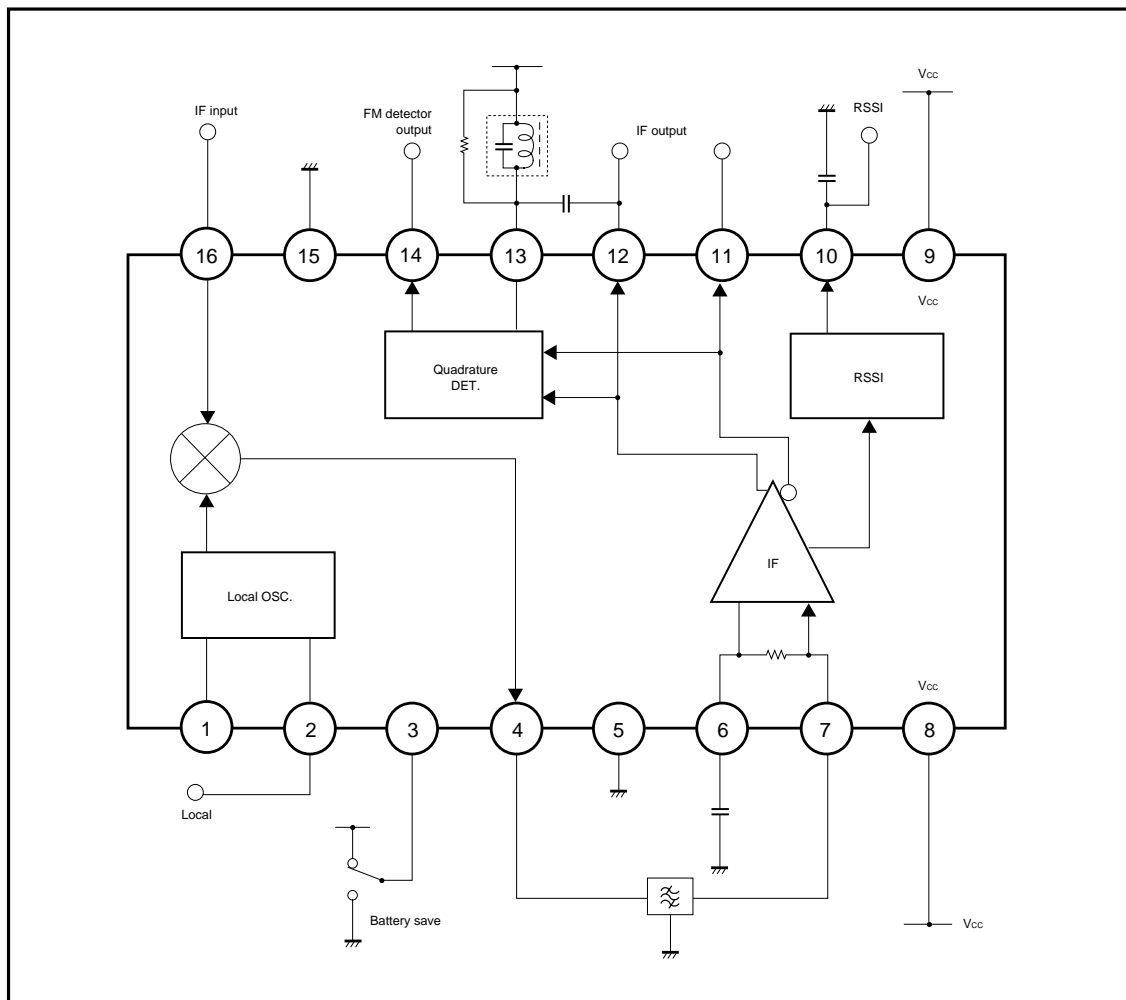 Vcc
IF input
FM detector
output
IF output
RSSI
16
15
14
13
12
11
10
9
Vcc
Quadrature
DET.
RSSI
IF
Local OSC.
Vcc
1
2
3
4
5
6
7
8
Local
Battery save
Vcc